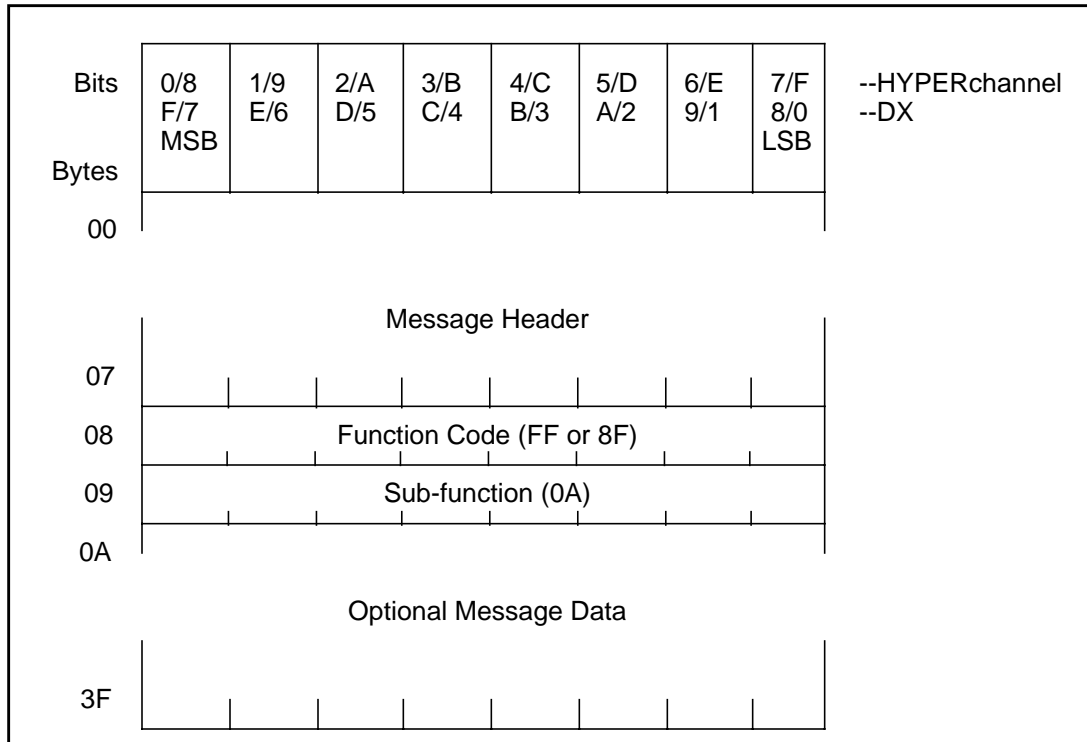 Bits 0/8 1/9 2/A 3/B 4/C 5/D 6/E 7/F --HYPERchannel
F/7 E/6 D/5 C/4 B/3 A/2 9/1 8/0 --DX
MSB LSB
Bytes
00
Message Header
07
08 Function Code (FF or 8F)
09 Sub-function (0A)
0A
Optional Message Data
3F